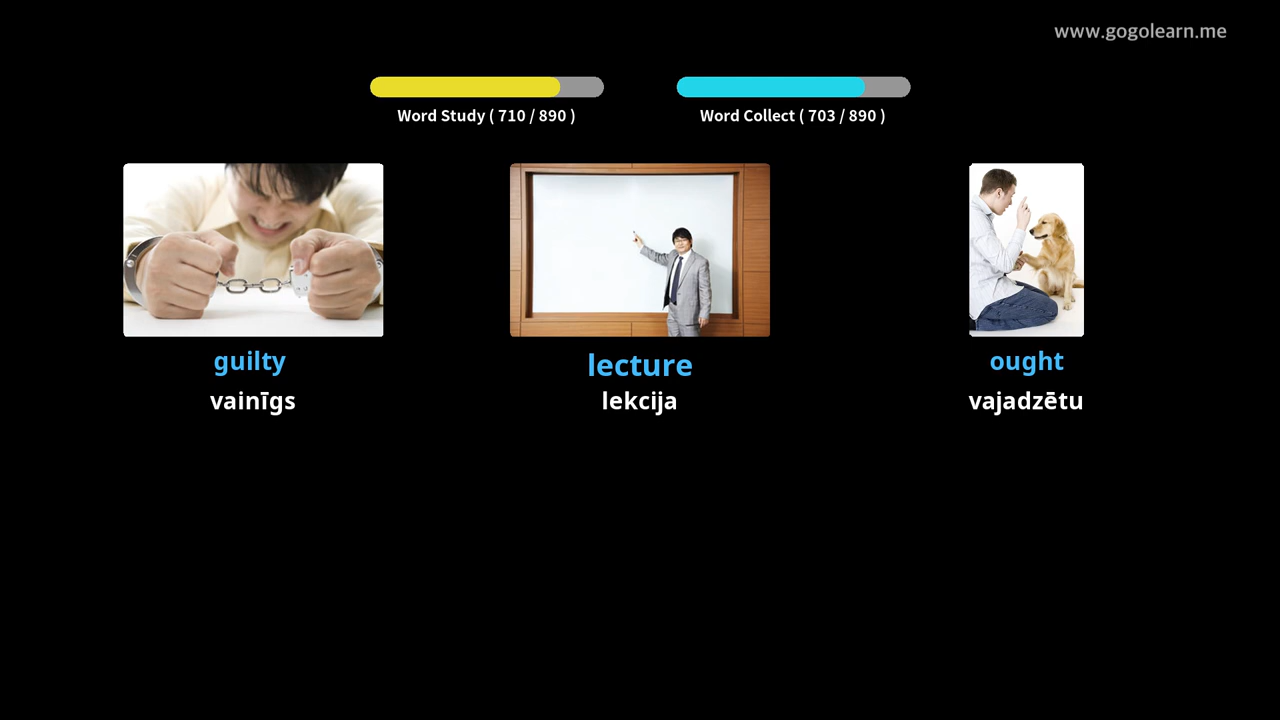 www.gogolearn.me
Word Study ( 710 / 890 )
Word Collect ( 703 / 890 )
guilty
lecture
ought
vainīgs
lekcija
vajadzētu